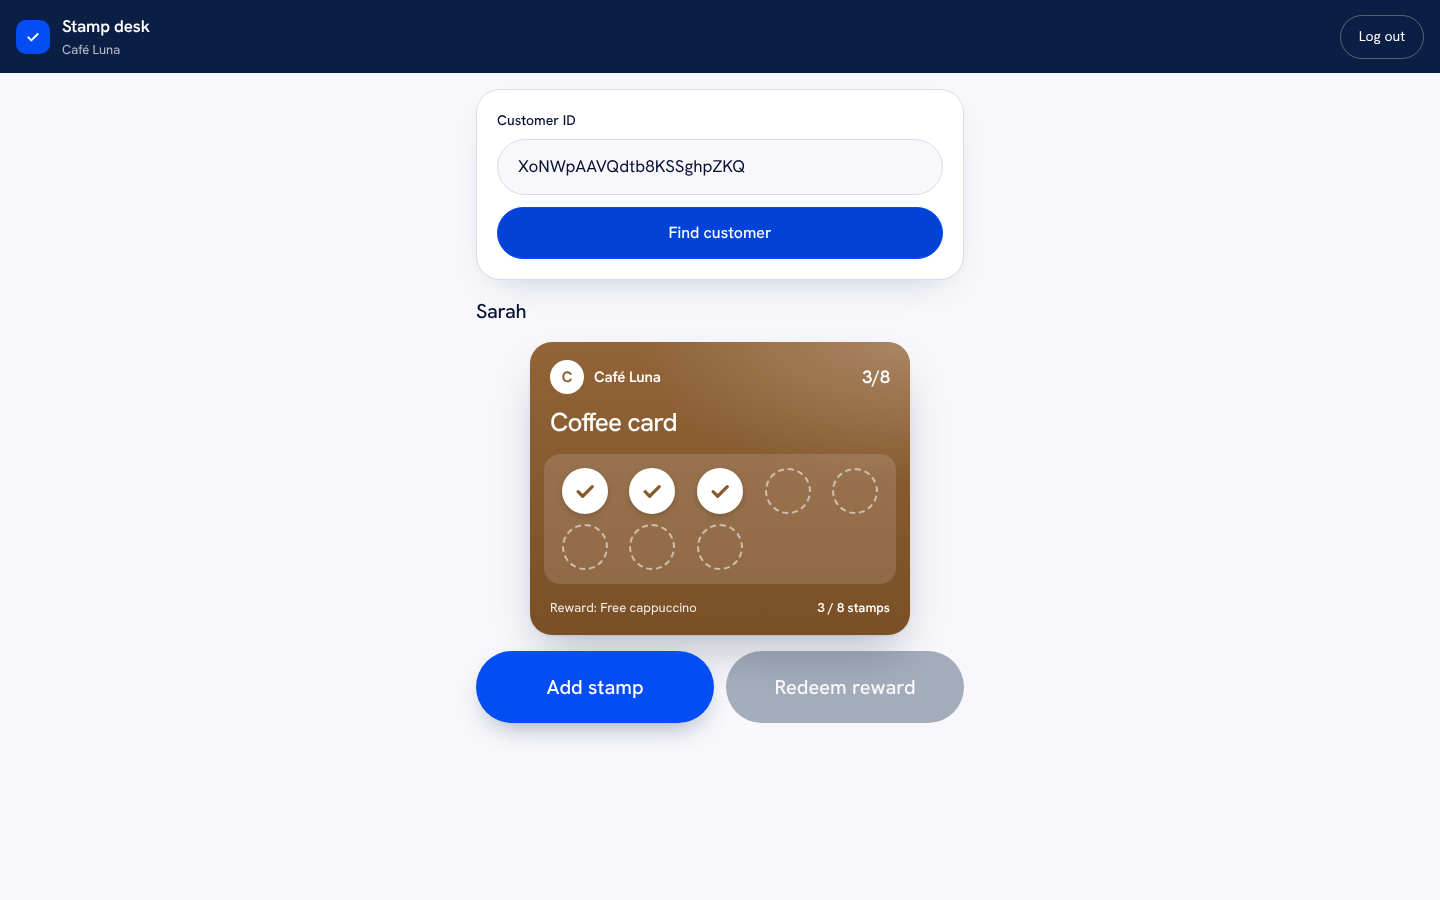 Stamp desk
Café Luna
Log out
Customer ID
XoNWpAAVQdtb8KSSghpZKQ
Find customer
Sarah
C Café Luna 3/8
Coffee card
Reward: Free cappuccino 3 / 8 stamps
Add stamp Redeem reward